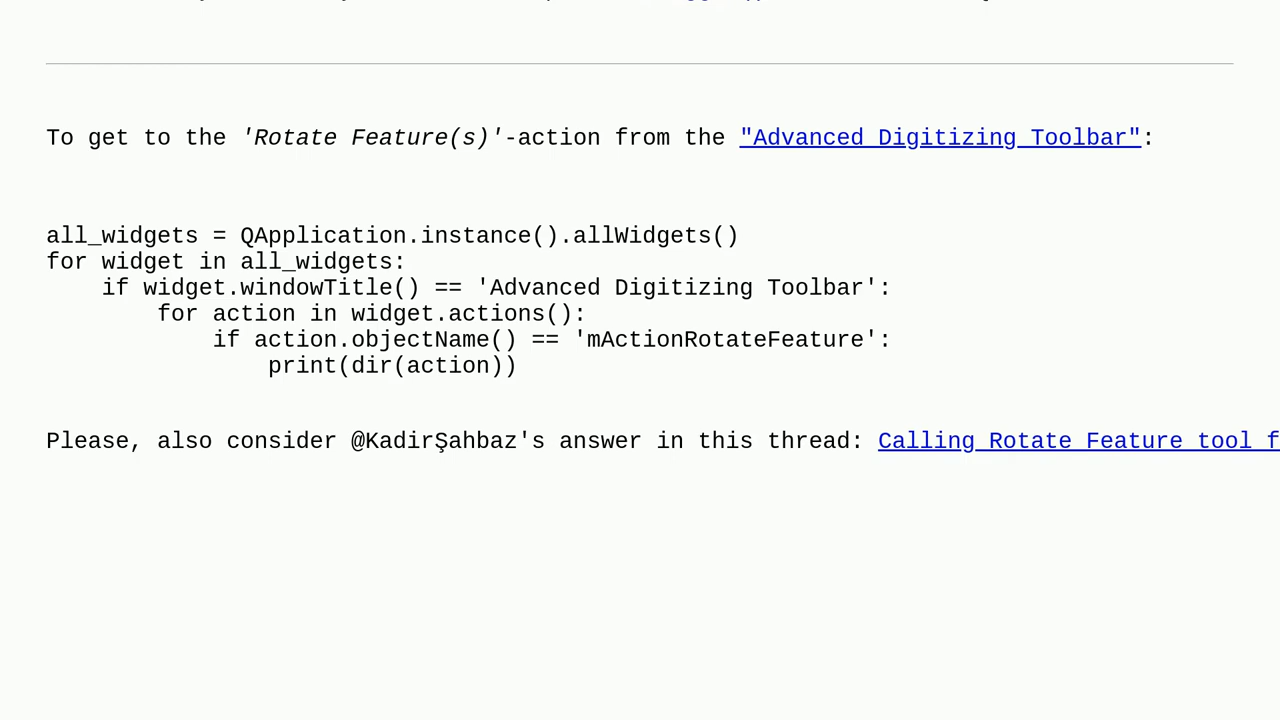 To get to the 'Rotate Feature(s)'-action from the "Advanced Digitizing Toolbar":
all_widgets = QApplication.instance().allWidgets()
for widget in all_widgets:
    if widget.windowTitle() == 'Advanced Digitizing Toolbar':
        for action in widget.actions():
            if action.objectName() == 'mActionRotateFeature':
                print(dir(action))
Please, also consider @KadirŞahbaz's answer in this thread: Calling Rotate Feature tool